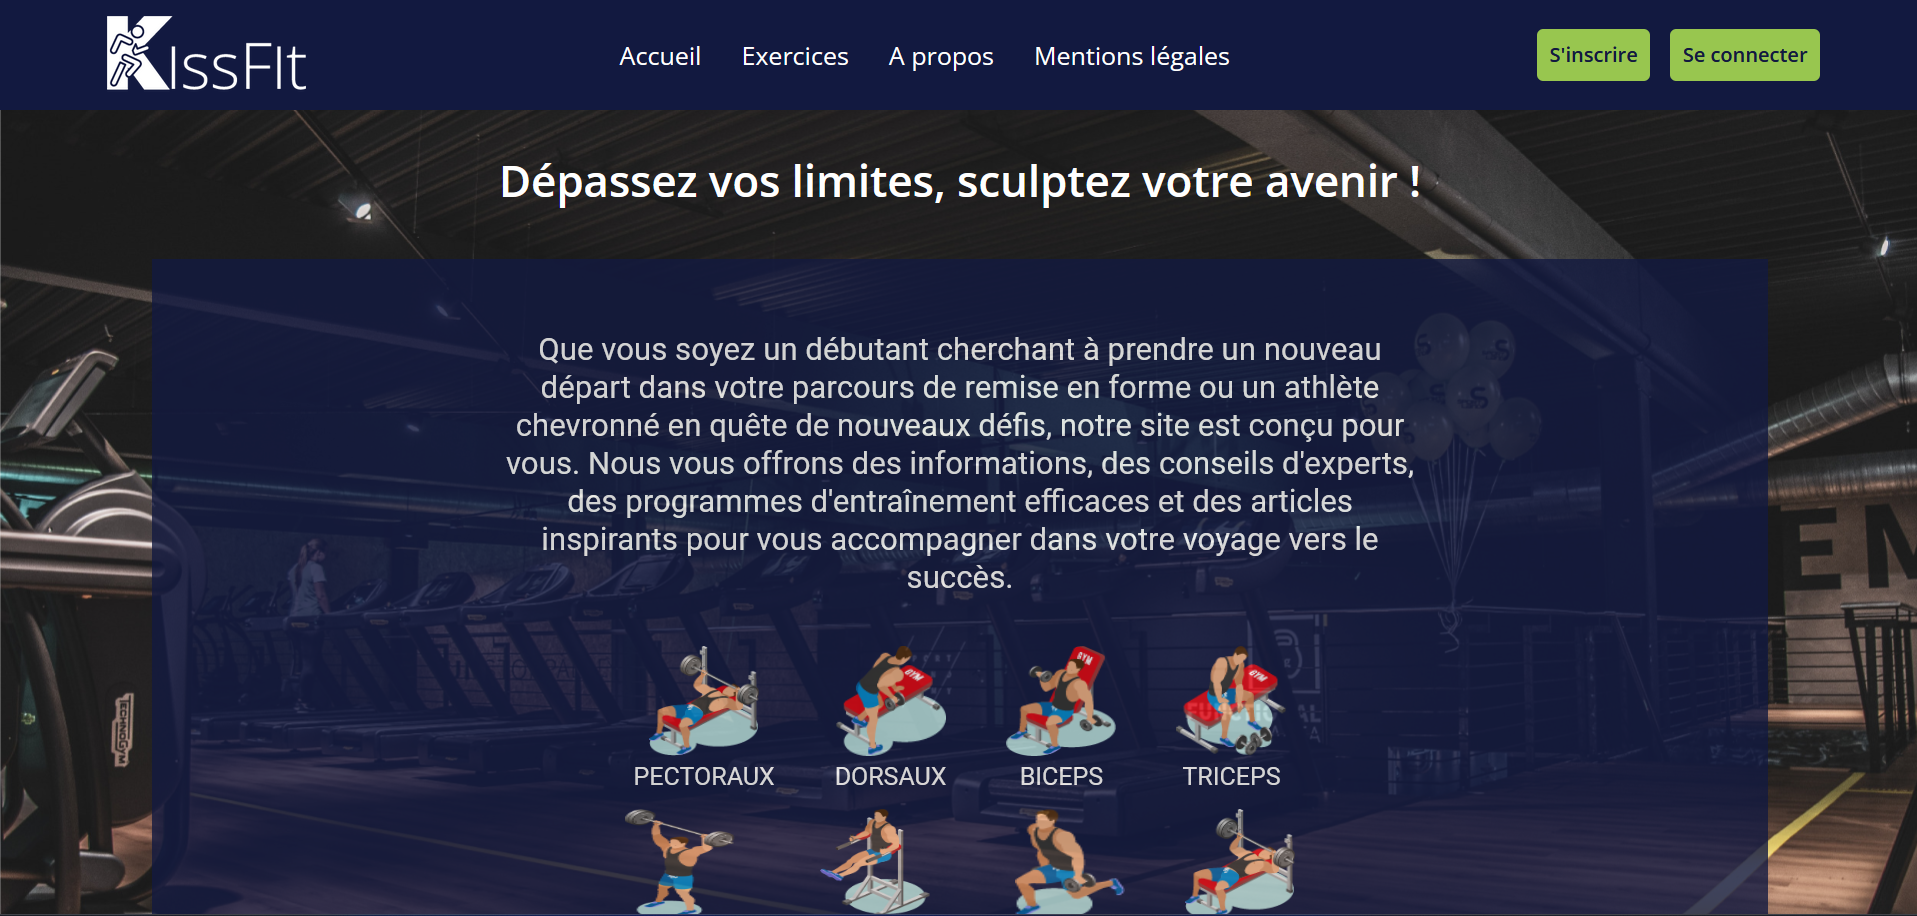 KIssFIt
Accueil
Exercices
A propos
Mentions légales
S'inscrire
Se connecter
Dépassez vos limites, sculptez votre avenir !
Que vous soyez un débutant cherchant à prendre un nouveau
départ dans votre parcours de remise en forme ou un athlète
chevronné en quête de nouveaux défis, notre site est conçu pour
vous. Nous vous offrons des informations, des conseils d'experts,
des programmes d'entraînement efficaces et des articles
inspirants pour vous accompagner dans votre voyage vers le
succès.
EM
GYM
GYM
GYM
TECHNOGYM
FUNCTIONAL
PECTORAUX
DORSAUX
BICEPS
TRICEPS